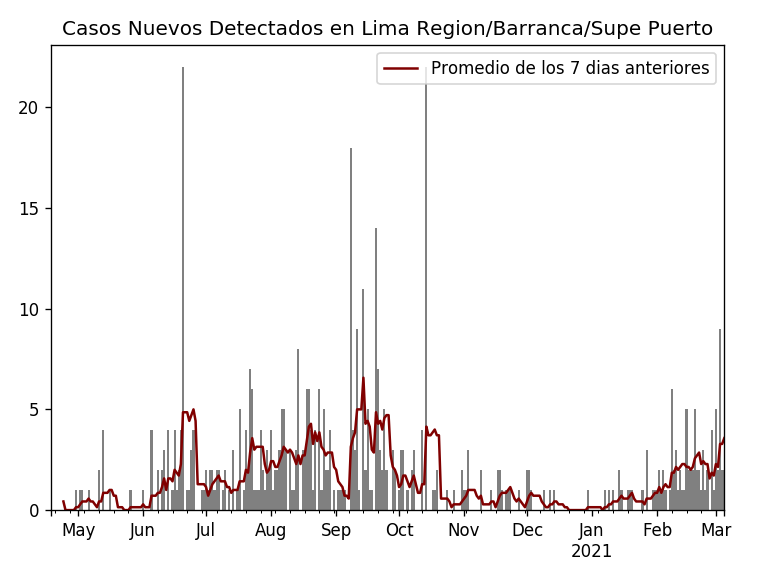 Casos Nuevos Detectados en Lima Region/Barranca/Supe Puerto
Promedio de los 7 dias anteriores
20
15
10
5
0
May Jun Jul Aug Sep Oct Nov Dec Jan Feb Mar
2021